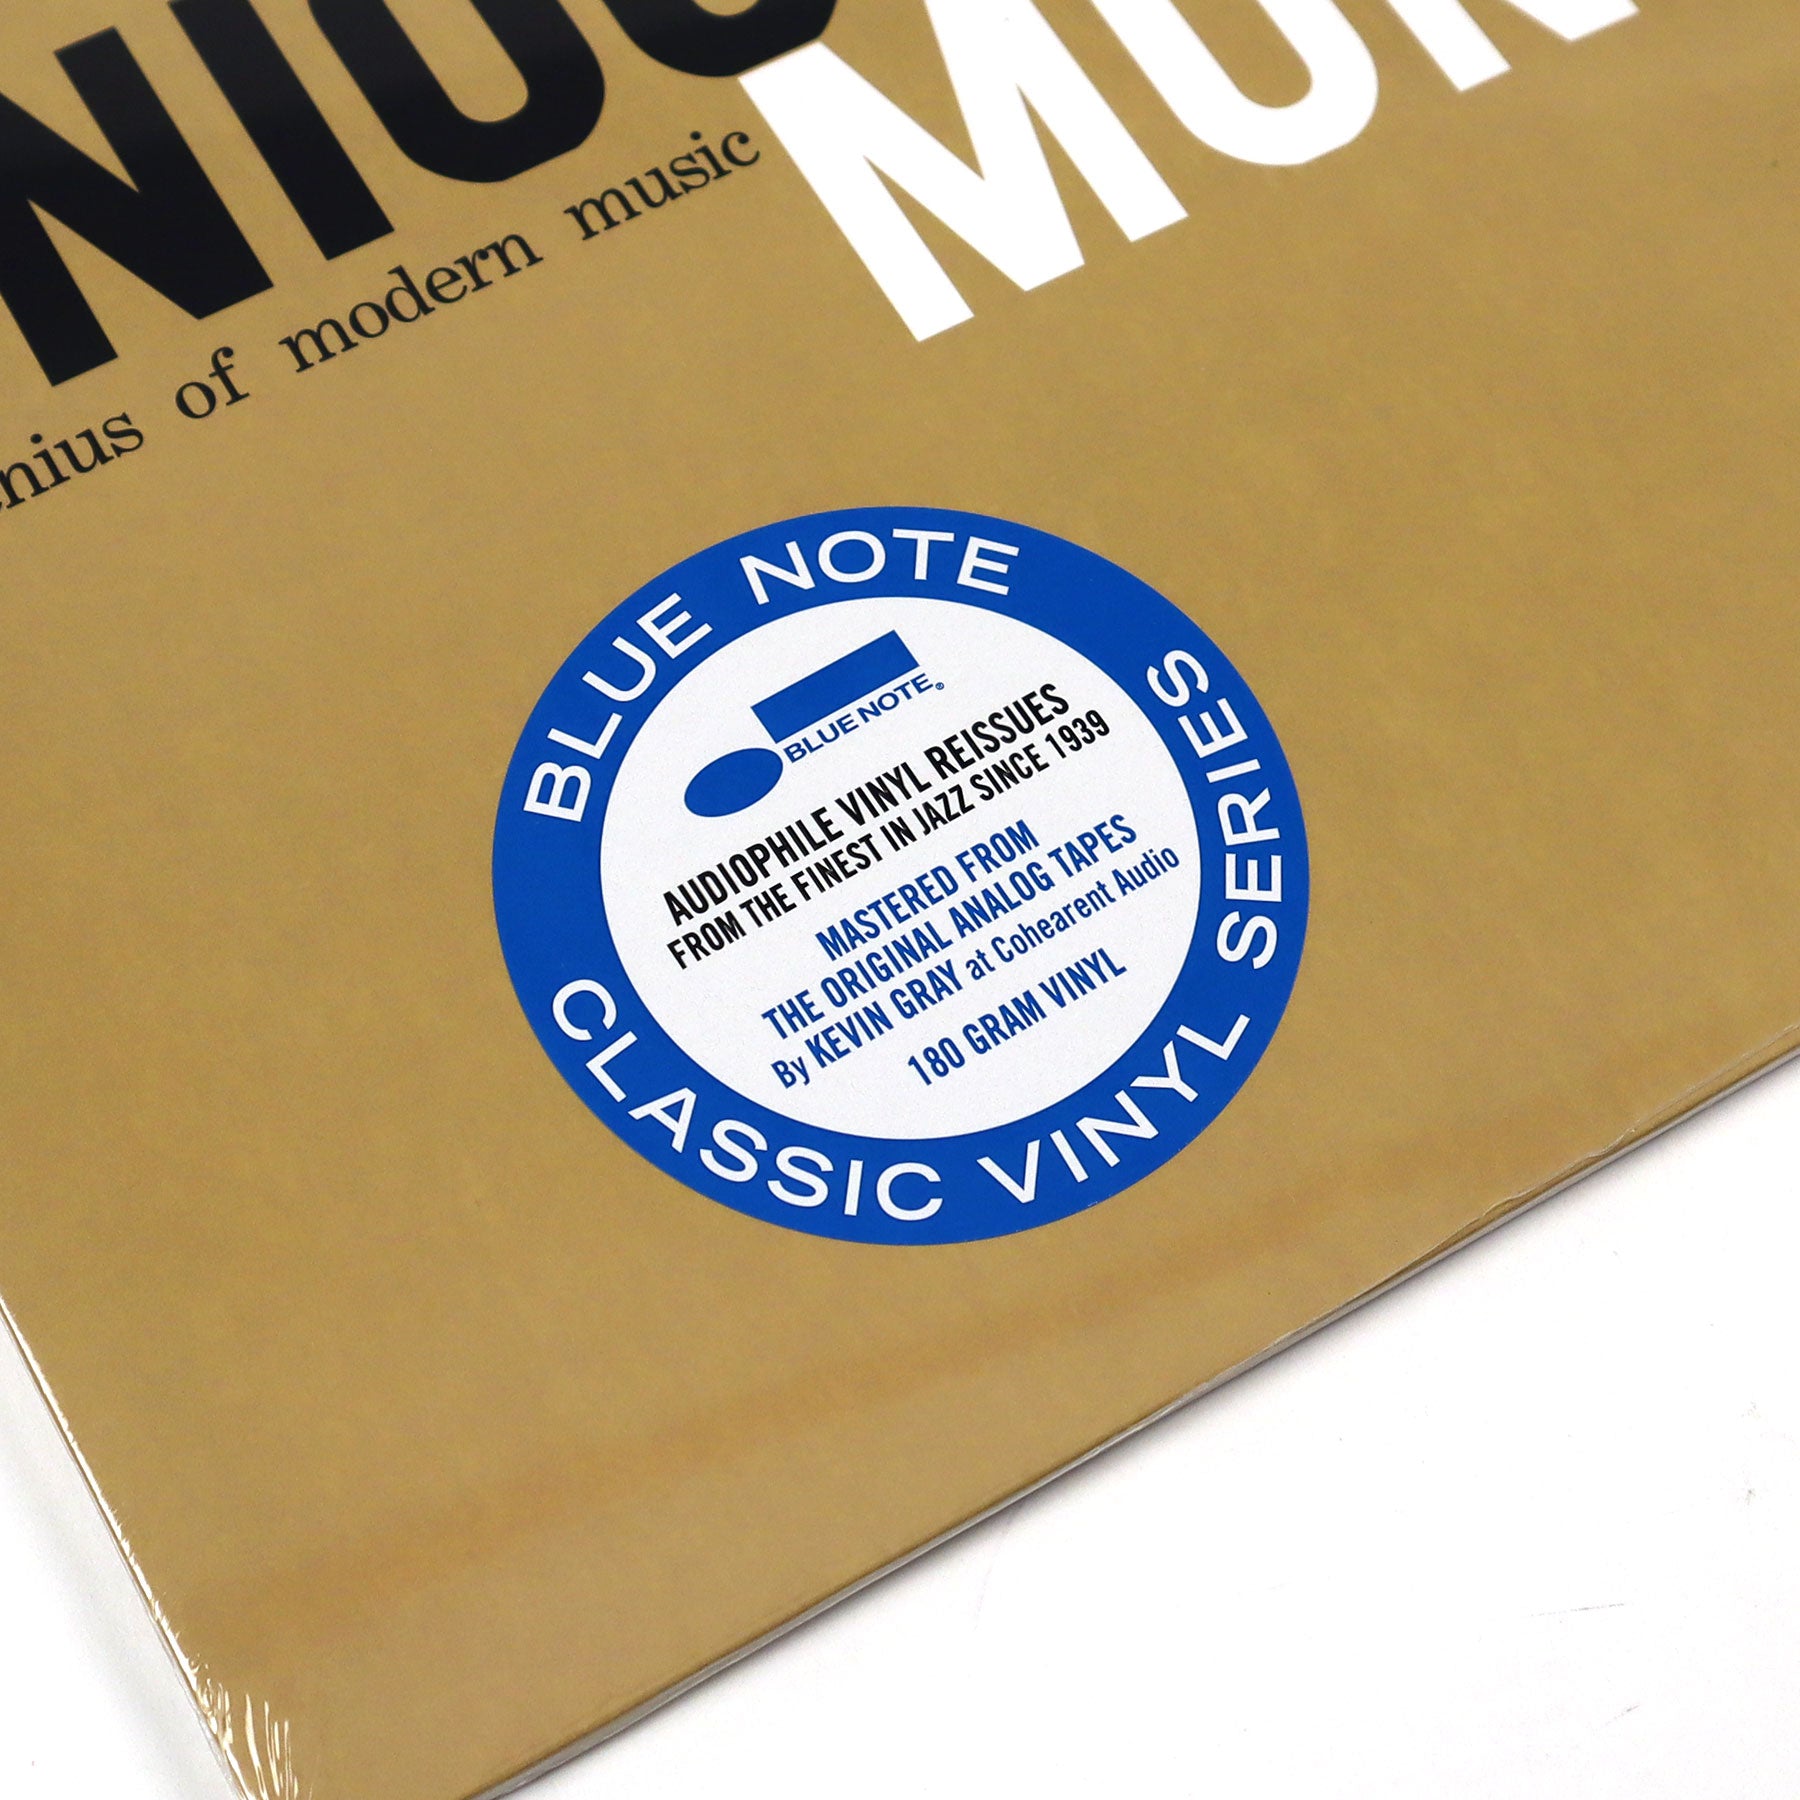 NIOU
MON
nius of modern music
BLUE NOTE
CLASSIC VINYL SERIES
BLUE NOTE®
AUDIOPHILE VINYL REISSUES
FROM THE FINEST IN JAZZ SINCE 1939
MASTERED FROM
THE ORIGINAL ANALOG TAPES
By KEVIN GRAY at Cohearent Audio
180 GRAM VINYL